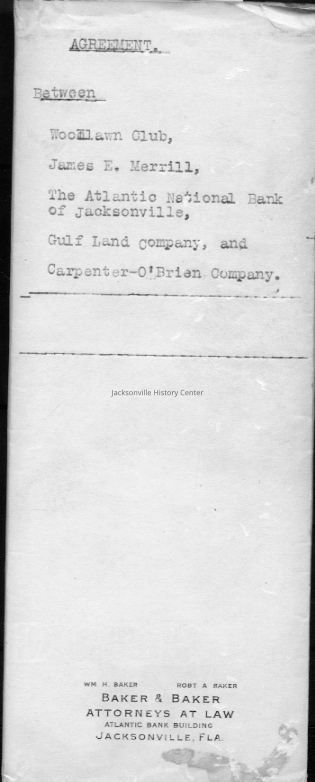 AGREEMENT.
Between
Woodlawn Club,
James E. Merrill,
The Atlantic National Bank
of Jacksonville,
Gulf Land Company, and
Carpenter-O'Brien Company.
Jacksonville History Center
WM. H. BAKER ROBT A BAKER
BAKER & BAKER
ATTORNEYS AT LAW
ATLANTIC BANK BUILDING
JACKSONVILLE, FLA.